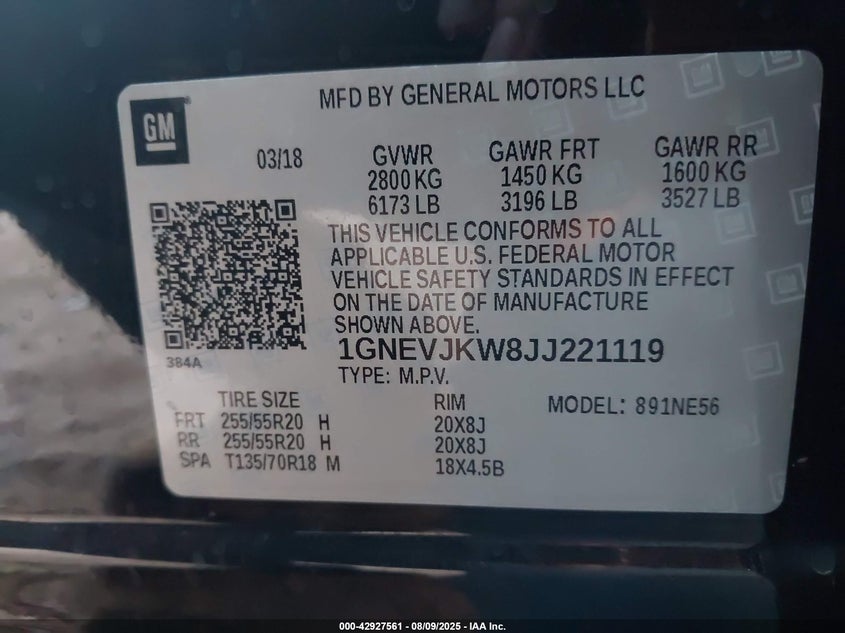 MFD BY GENERAL MOTORS LLC
GM
03/18 GVWR GAWR FRT GAWR RR
2800 KG 1450 KG 1600 KG
6173 LB 3196 LB 3527 LB
THIS VEHICLE CONFORMS TO ALL
APPLICABLE U.S. FEDERAL MOTOR
VEHICLE SAFETY STANDARDS IN EFFECT
ON THE DATE OF MANUFACTURE
SHOWN ABOVE.
384A
1GNEVJKW8JJ221119
TYPE: M.P.V.
TIRE SIZE RIM MODEL: 891NE56
FRT 255/55R20 H 20X8J
RR 255/55R20 H 20X8J
SPA T135/70R18 M 18X4.5B
000-42927561 - 08/09/2025 - IAA Inc.